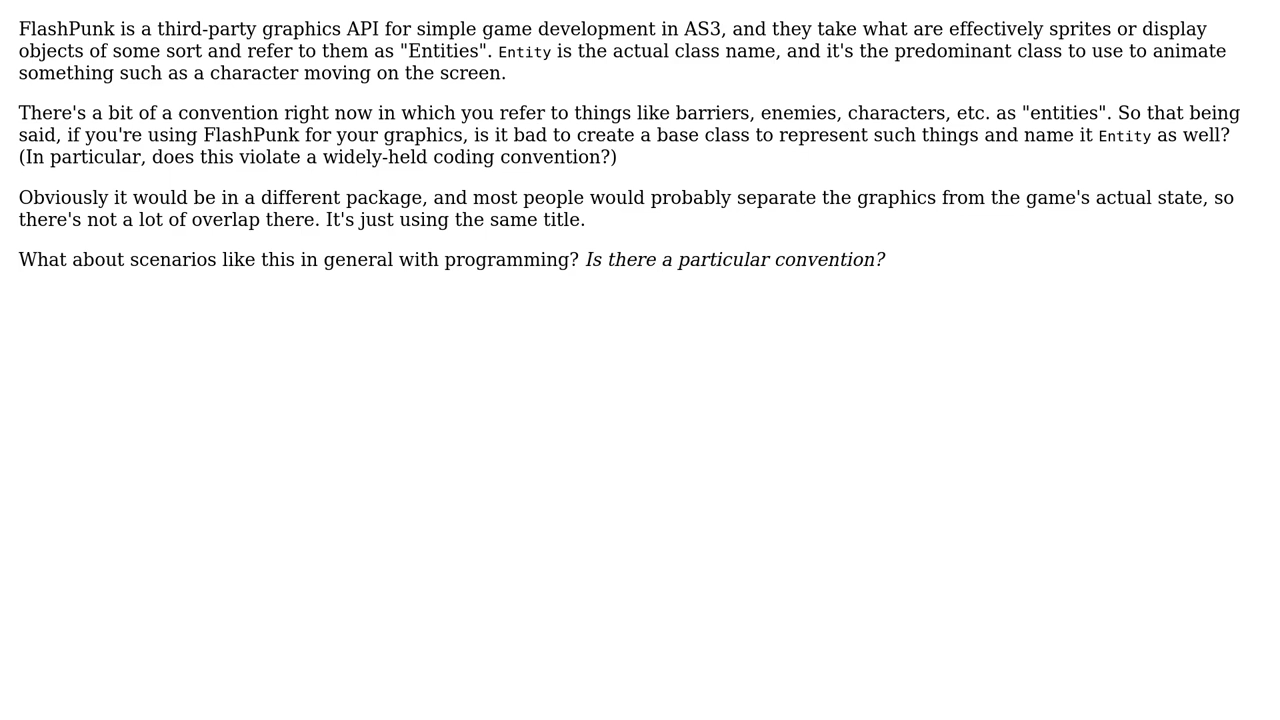 FlashPunk is a third-party graphics API for simple game development in AS3, and they take what are effectively sprites or display
objects of some sort and refer to them as "Entities". Entity is the actual class name, and it's the predominant class to use to animate
something such as a character moving on the screen.
There's a bit of a convention right now in which you refer to things like barriers, enemies, characters, etc. as "entities". So that being
said, if you're using FlashPunk for your graphics, is it bad to create a base class to represent such things and name it Entity as well?
(In particular, does this violate a widely-held coding convention?)
Obviously it would be in a different package, and most people would probably separate the graphics from the game's actual state, so
there's not a lot of overlap there. It's just using the same title.
What about scenarios like this in general with programming? Is there a particular convention?